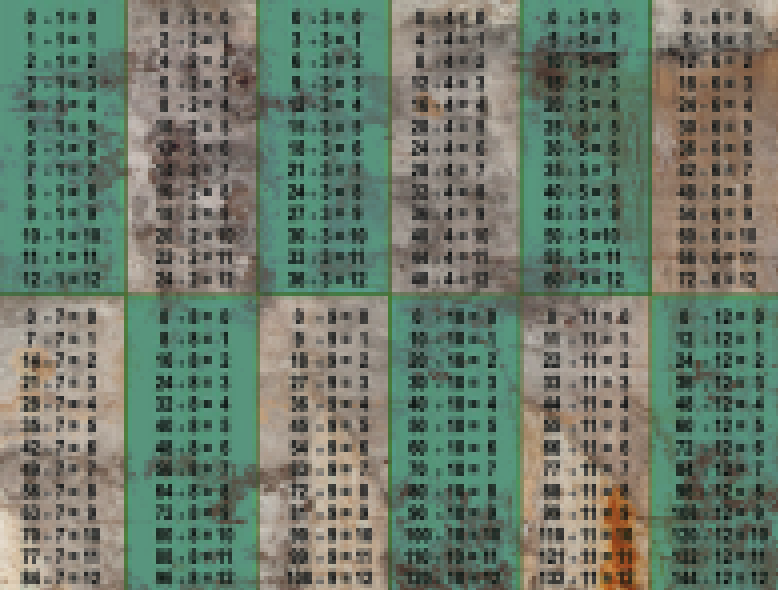 0 ÷ 1 = 0
1 ÷ 1 = 1
2 ÷ 1 = 2
3 ÷ 1 = 3
4 ÷ 1 = 4
5 ÷ 1 = 5
6 ÷ 1 = 6
7 ÷ 1 = 7
8 ÷ 1 = 8
9 ÷ 1 = 9
10 ÷ 1 = 10
11 ÷ 1 = 11
12 ÷ 1 = 12
0 ÷ 2 = 0
2 ÷ 2 = 1
4 ÷ 2 = 2
6 ÷ 2 = 3
8 ÷ 2 = 4
10 ÷ 2 = 5
12 ÷ 2 = 6
14 ÷ 2 = 7
16 ÷ 2 = 8
18 ÷ 2 = 9
20 ÷ 2 = 10
22 ÷ 2 = 11
24 ÷ 2 = 12
0 ÷ 3 = 0
3 ÷ 3 = 1
6 ÷ 3 = 2
9 ÷ 3 = 3
12 ÷ 3 = 4
15 ÷ 3 = 5
18 ÷ 3 = 6
21 ÷ 3 = 7
24 ÷ 3 = 8
27 ÷ 3 = 9
30 ÷ 3 = 10
33 ÷ 3 = 11
36 ÷ 3 = 12
0 ÷ 4 = 0
4 ÷ 4 = 1
8 ÷ 4 = 2
12 ÷ 4 = 3
16 ÷ 4 = 4
20 ÷ 4 = 5
24 ÷ 4 = 6
28 ÷ 4 = 7
32 ÷ 4 = 8
36 ÷ 4 = 9
40 ÷ 4 = 10
44 ÷ 4 = 11
48 ÷ 4 = 12
0 ÷ 5 = 0
5 ÷ 5 = 1
10 ÷ 5 = 2
15 ÷ 5 = 3
20 ÷ 5 = 4
25 ÷ 5 = 5
30 ÷ 5 = 6
35 ÷ 5 = 7
40 ÷ 5 = 8
45 ÷ 5 = 9
50 ÷ 5 = 10
55 ÷ 5 = 11
60 ÷ 5 = 12
0 ÷ 6 = 0
6 ÷ 6 = 1
12 ÷ 6 = 2
18 ÷ 6 = 3
24 ÷ 6 = 4
30 ÷ 6 = 5
36 ÷ 6 = 6
42 ÷ 6 = 7
48 ÷ 6 = 8
54 ÷ 6 = 9
60 ÷ 6 = 10
66 ÷ 6 = 11
72 ÷ 6 = 12
0 ÷ 7 = 0
7 ÷ 7 = 1
14 ÷ 7 = 2
21 ÷ 7 = 3
28 ÷ 7 = 4
35 ÷ 7 = 5
42 ÷ 7 = 6
49 ÷ 7 = 7
56 ÷ 7 = 8
63 ÷ 7 = 9
70 ÷ 7 = 10
77 ÷ 7 = 11
84 ÷ 7 = 12
0 ÷ 8 = 0
8 ÷ 8 = 1
16 ÷ 8 = 2
24 ÷ 8 = 3
32 ÷ 8 = 4
40 ÷ 8 = 5
48 ÷ 8 = 6
56 ÷ 8 = 7
64 ÷ 8 = 8
72 ÷ 8 = 9
80 ÷ 8 = 10
88 ÷ 8 = 11
96 ÷ 8 = 12
0 ÷ 9 = 0
9 ÷ 9 = 1
18 ÷ 9 = 2
27 ÷ 9 = 3
36 ÷ 9 = 4
45 ÷ 9 = 5
54 ÷ 9 = 6
63 ÷ 9 = 7
72 ÷ 9 = 8
81 ÷ 9 = 9
90 ÷ 9 = 10
99 ÷ 9 = 11
108 ÷ 9 = 12
0 ÷ 10 = 0
10 ÷ 10 = 1
20 ÷ 10 = 2
30 ÷ 10 = 3
40 ÷ 10 = 4
50 ÷ 10 = 5
60 ÷ 10 = 6
70 ÷ 10 = 7
80 ÷ 10 = 8
90 ÷ 10 = 9
100 ÷ 10 = 10
110 ÷ 10 = 11
120 ÷ 10 = 12
0 ÷ 11 = 0
11 ÷ 11 = 1
22 ÷ 11 = 2
33 ÷ 11 = 3
44 ÷ 11 = 4
55 ÷ 11 = 5
66 ÷ 11 = 6
77 ÷ 11 = 7
88 ÷ 11 = 8
99 ÷ 11 = 9
110 ÷ 11 = 10
121 ÷ 11 = 11
132 ÷ 11 = 12
0 ÷ 12 = 0
12 ÷ 12 = 1
24 ÷ 12 = 2
36 ÷ 12 = 3
48 ÷ 12 = 4
60 ÷ 12 = 5
72 ÷ 12 = 6
84 ÷ 12 = 7
96 ÷ 12 = 8
108 ÷ 12 = 9
120 ÷ 12 = 10
132 ÷ 12 = 11
144 ÷ 12 = 12